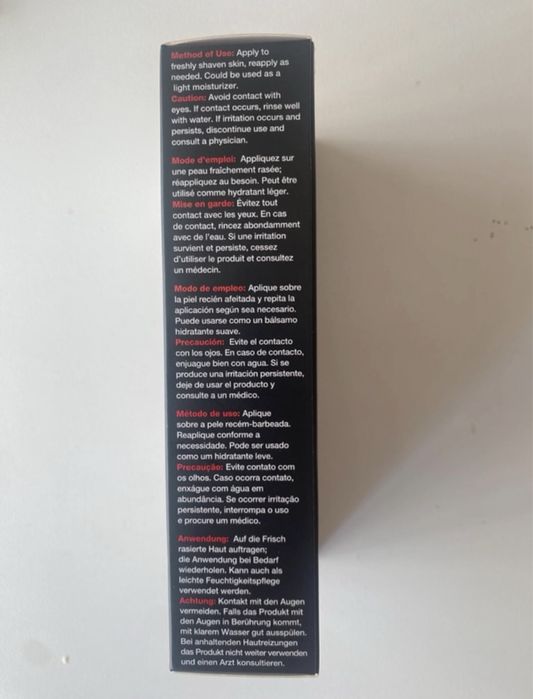 Method of Use: Apply to
freshly shaven skin, reapply as
needed. Could be used as a
light moisturizer.
Caution: Avoid contact with
eyes. If contact occurs, rinse well
with water. If irritation occurs and
persists, discontinue use and
consult a physician.
Mode d'emploi: Appliquez sur
une peau fraîchement rasée;
réappliquez au besoin. Peut être
utilisé comme hydratant léger.
Mise en garde: Évitez tout
contact avec les yeux. En cas
de contact, rincez abondamment
avec de l'eau. Si une irritation
survient et persiste, cessez
d'utiliser le produit et consultez
un médecin.
Modo de empleo: Aplique sobre
la piel recién afeitada y repita la
aplicación según sea necesario.
Puede usarse como un bálsamo
hidratante suave.
Precaución: Evite el contacto
con los ojos. En caso de contacto,
enjuague bien con agua. Si se
produce una irritación persistente,
deje de usar el producto y
consulte a un médico.
Método de uso: Aplique
sobre a pele recém-barbeada.
Reaplique conforme a
necessidade. Pode ser usado
como um hidratante leve.
Precaução: Evite contato com
os olhos. Caso ocorra contato,
enxágue com água em
abundância. Se ocorrer irritação
persistente, interrompa o uso
e procure um médico.
Anwendung: Auf die Frisch
rasierte Haut auftragen;
die Anwendung bei Bedarf
wiederholen. Kann auch als
leichte Feuchtigkeitspflege
verwendet werden.
Achtung: Kontakt mit den Augen
vermeiden. Falls das Produkt mit
den Augen in Berührung kommt,
mit klarem Wasser gut ausspülen.
Bei anhaltenden Hautreizungen
das Produkt nicht weiter verwenden
und einen Arzt konsultieren.